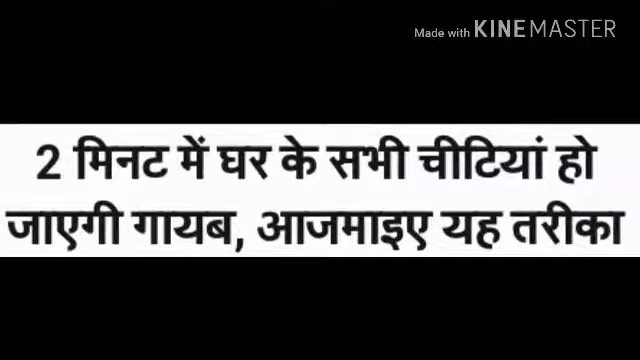 Made with KINEMASTER
2 मिनट में घर के सभी चीटियां हो
जाएगी गायब, आजमाइए यह तरीका